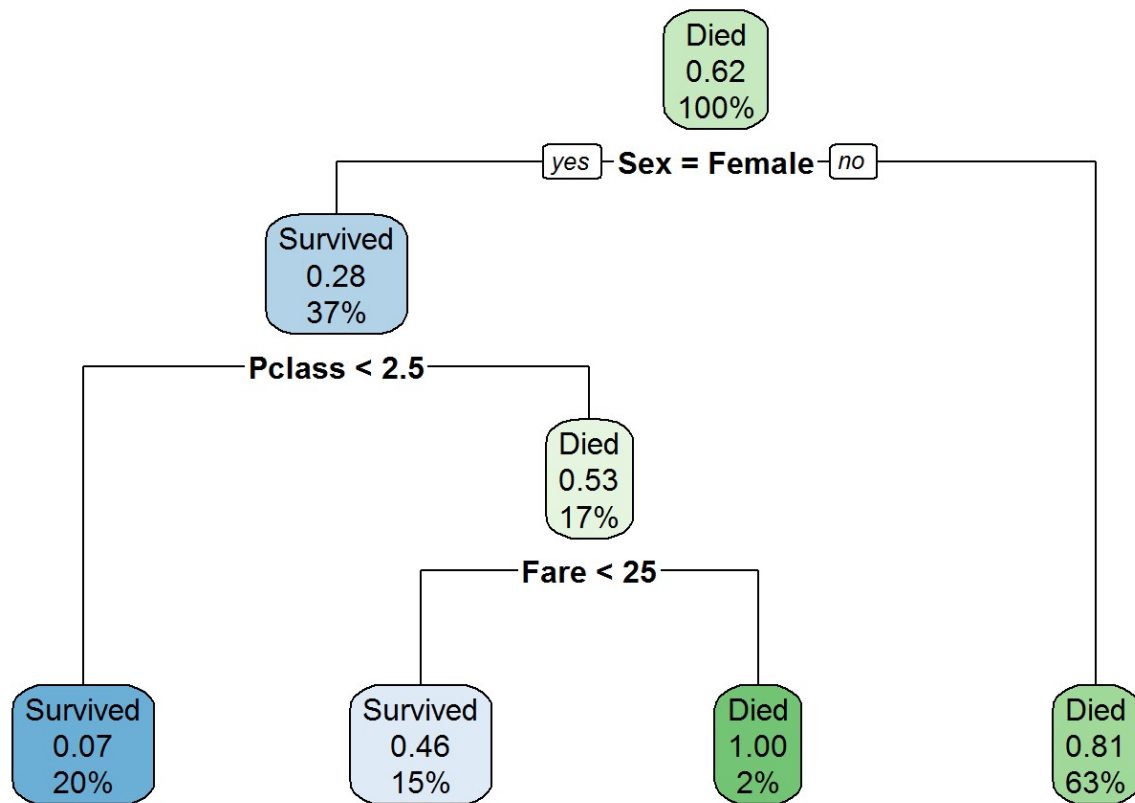 Died
0.62
100%
yes Sex = Female no
Survived
0.28
37%
Pclass < 2.5
Died
0.53
17%
Fare < 25
Survived
0.07
20%
Survived
0.46
15%
Died
1.00
2%
Died
0.81
63%